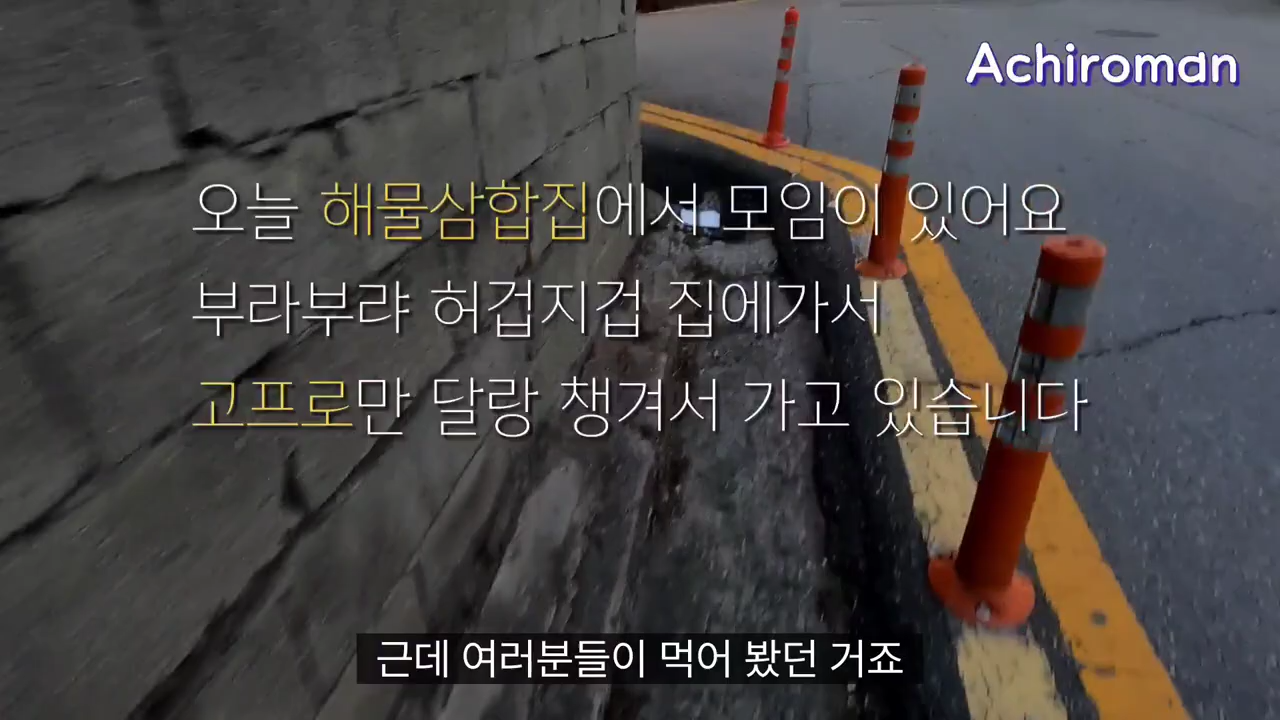 Achiroman
오늘 해물삼합집에서 모임이 있어요
부랴부랴 허겁지겁 집에가서
고프로만 달랑 챙겨서 가고 있습니다
근데 여러분들이 먹어 봤던 거죠